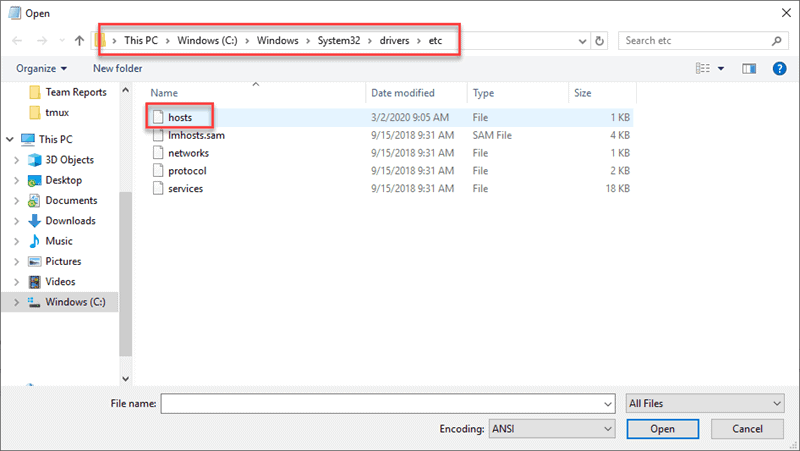 Open
This PC > Windows (C:) > Windows > System32 > drivers > etc
Search etc
Organize New folder
Name Date modified Type Size
Team Reports
tmux
This PC
3D Objects
Desktop
Documents
Downloads
Music
Pictures
Videos
Windows (C:)
hosts 3/2/2020 9:05 AM File 1 KB
lmhosts.sam 9/15/2018 9:31 AM SAM File 4 KB
networks 9/15/2018 9:31 AM File 1 KB
protocol 9/15/2018 9:31 AM File 2 KB
services 9/15/2018 9:31 AM File 18 KB
File name: All Files
Encoding: ANSI Open Cancel